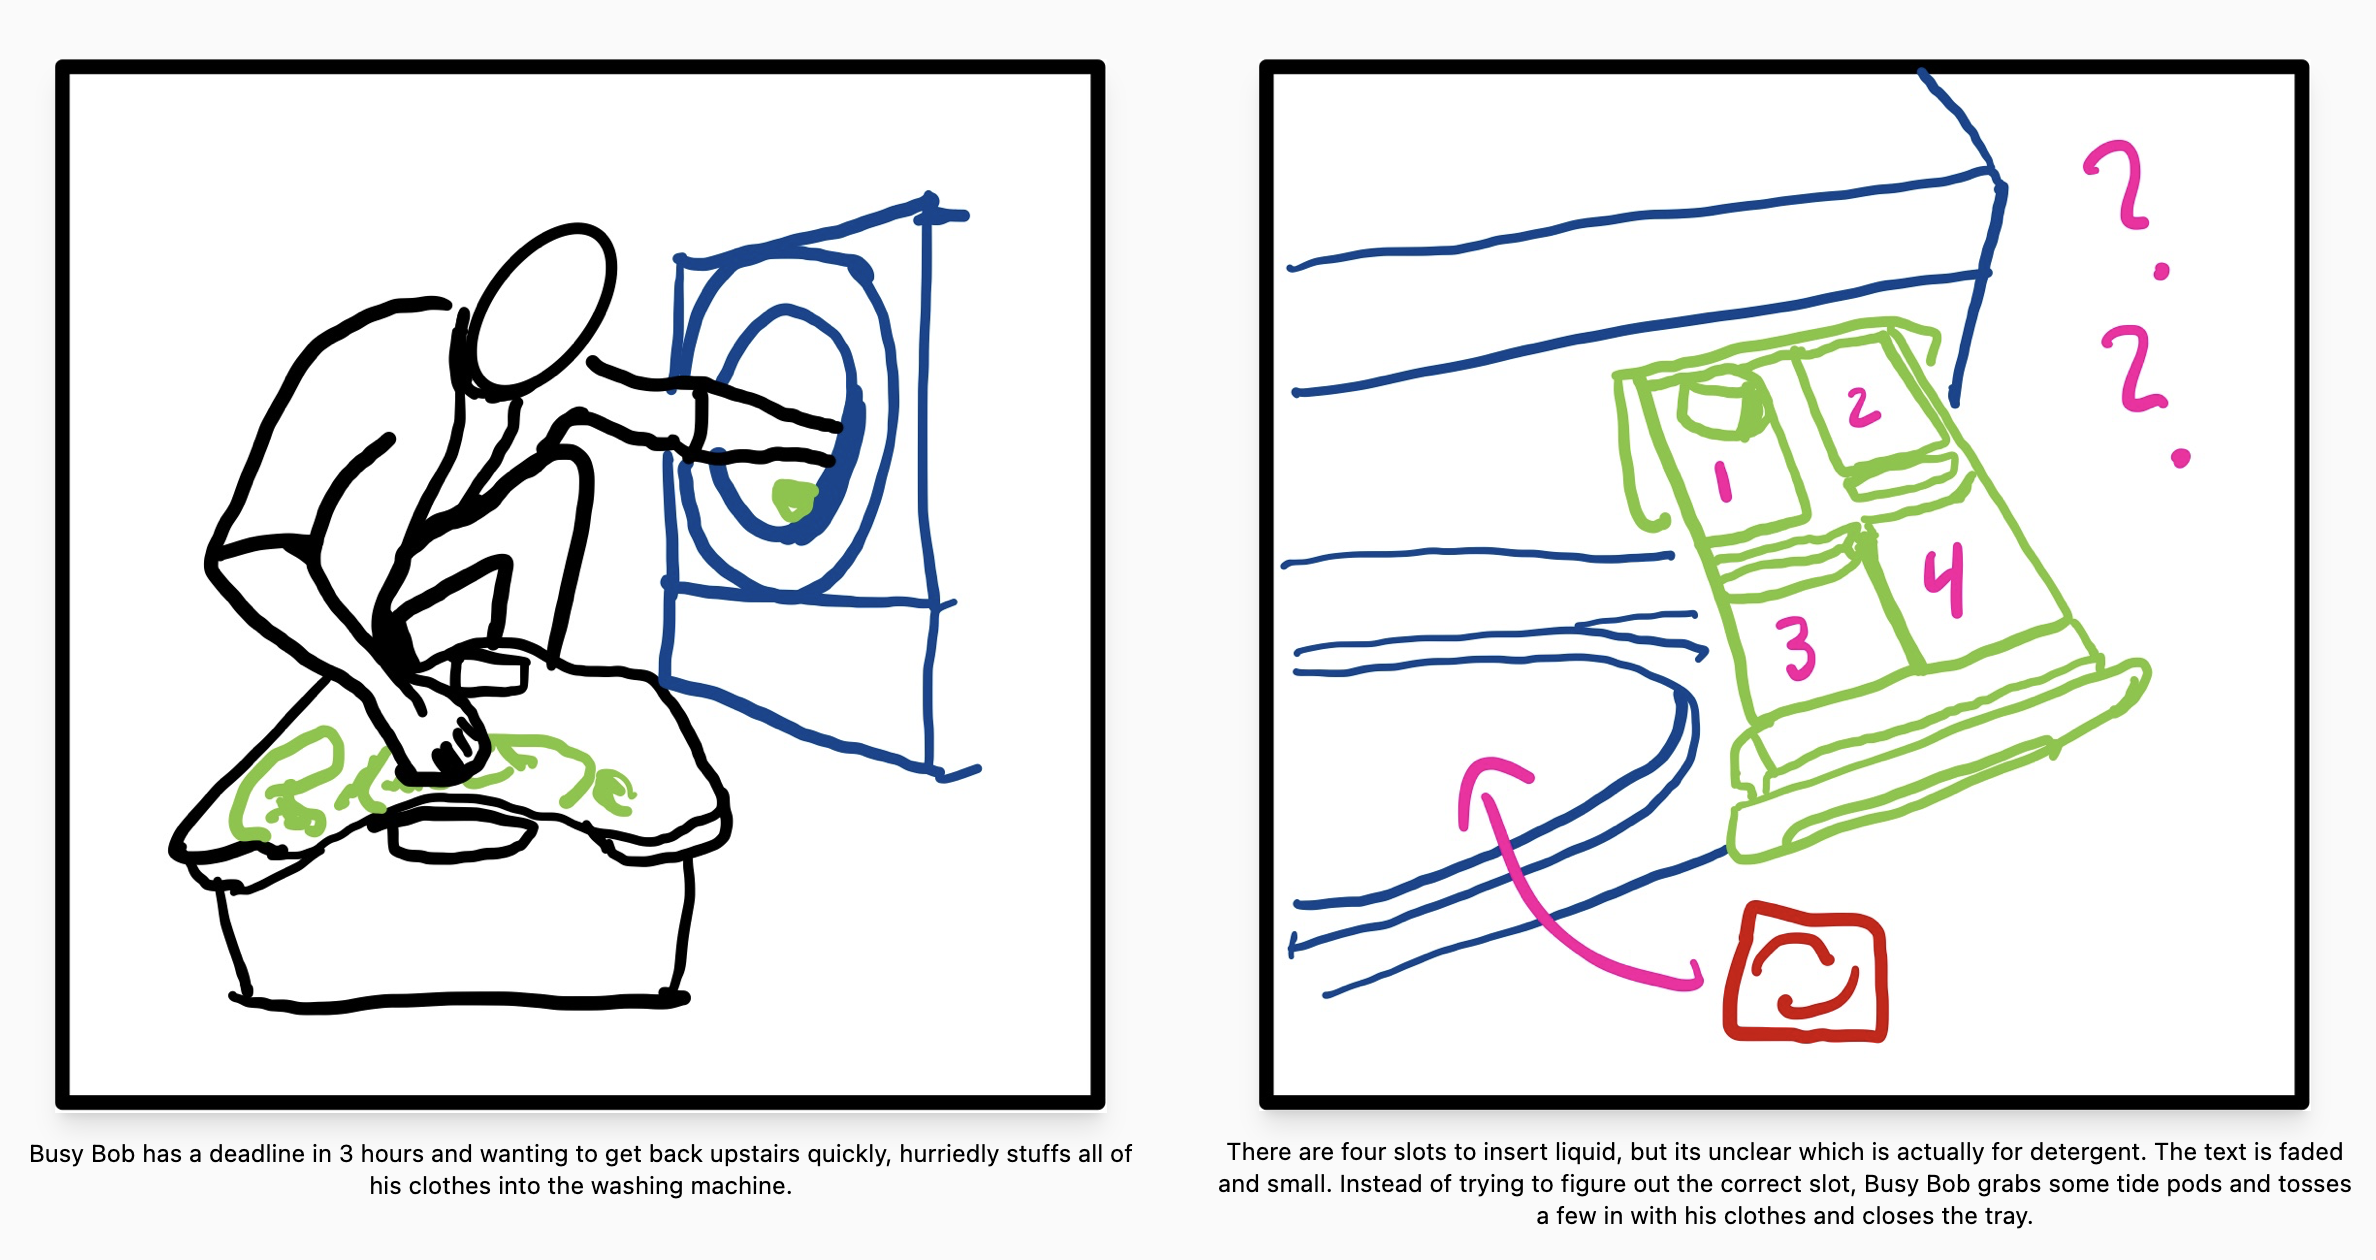 ?
?
2
1
4
3
Busy Bob has a deadline in 3 hours and wanting to get back upstairs quickly, hurriedly stuffs all of
his clothes into the washing machine.
There are four slots to insert liquid, but its unclear which is actually for detergent. The text is faded
and small. Instead of trying to figure out the correct slot, Busy Bob grabs some tide pods and tosses
a few in with his clothes and closes the tray.